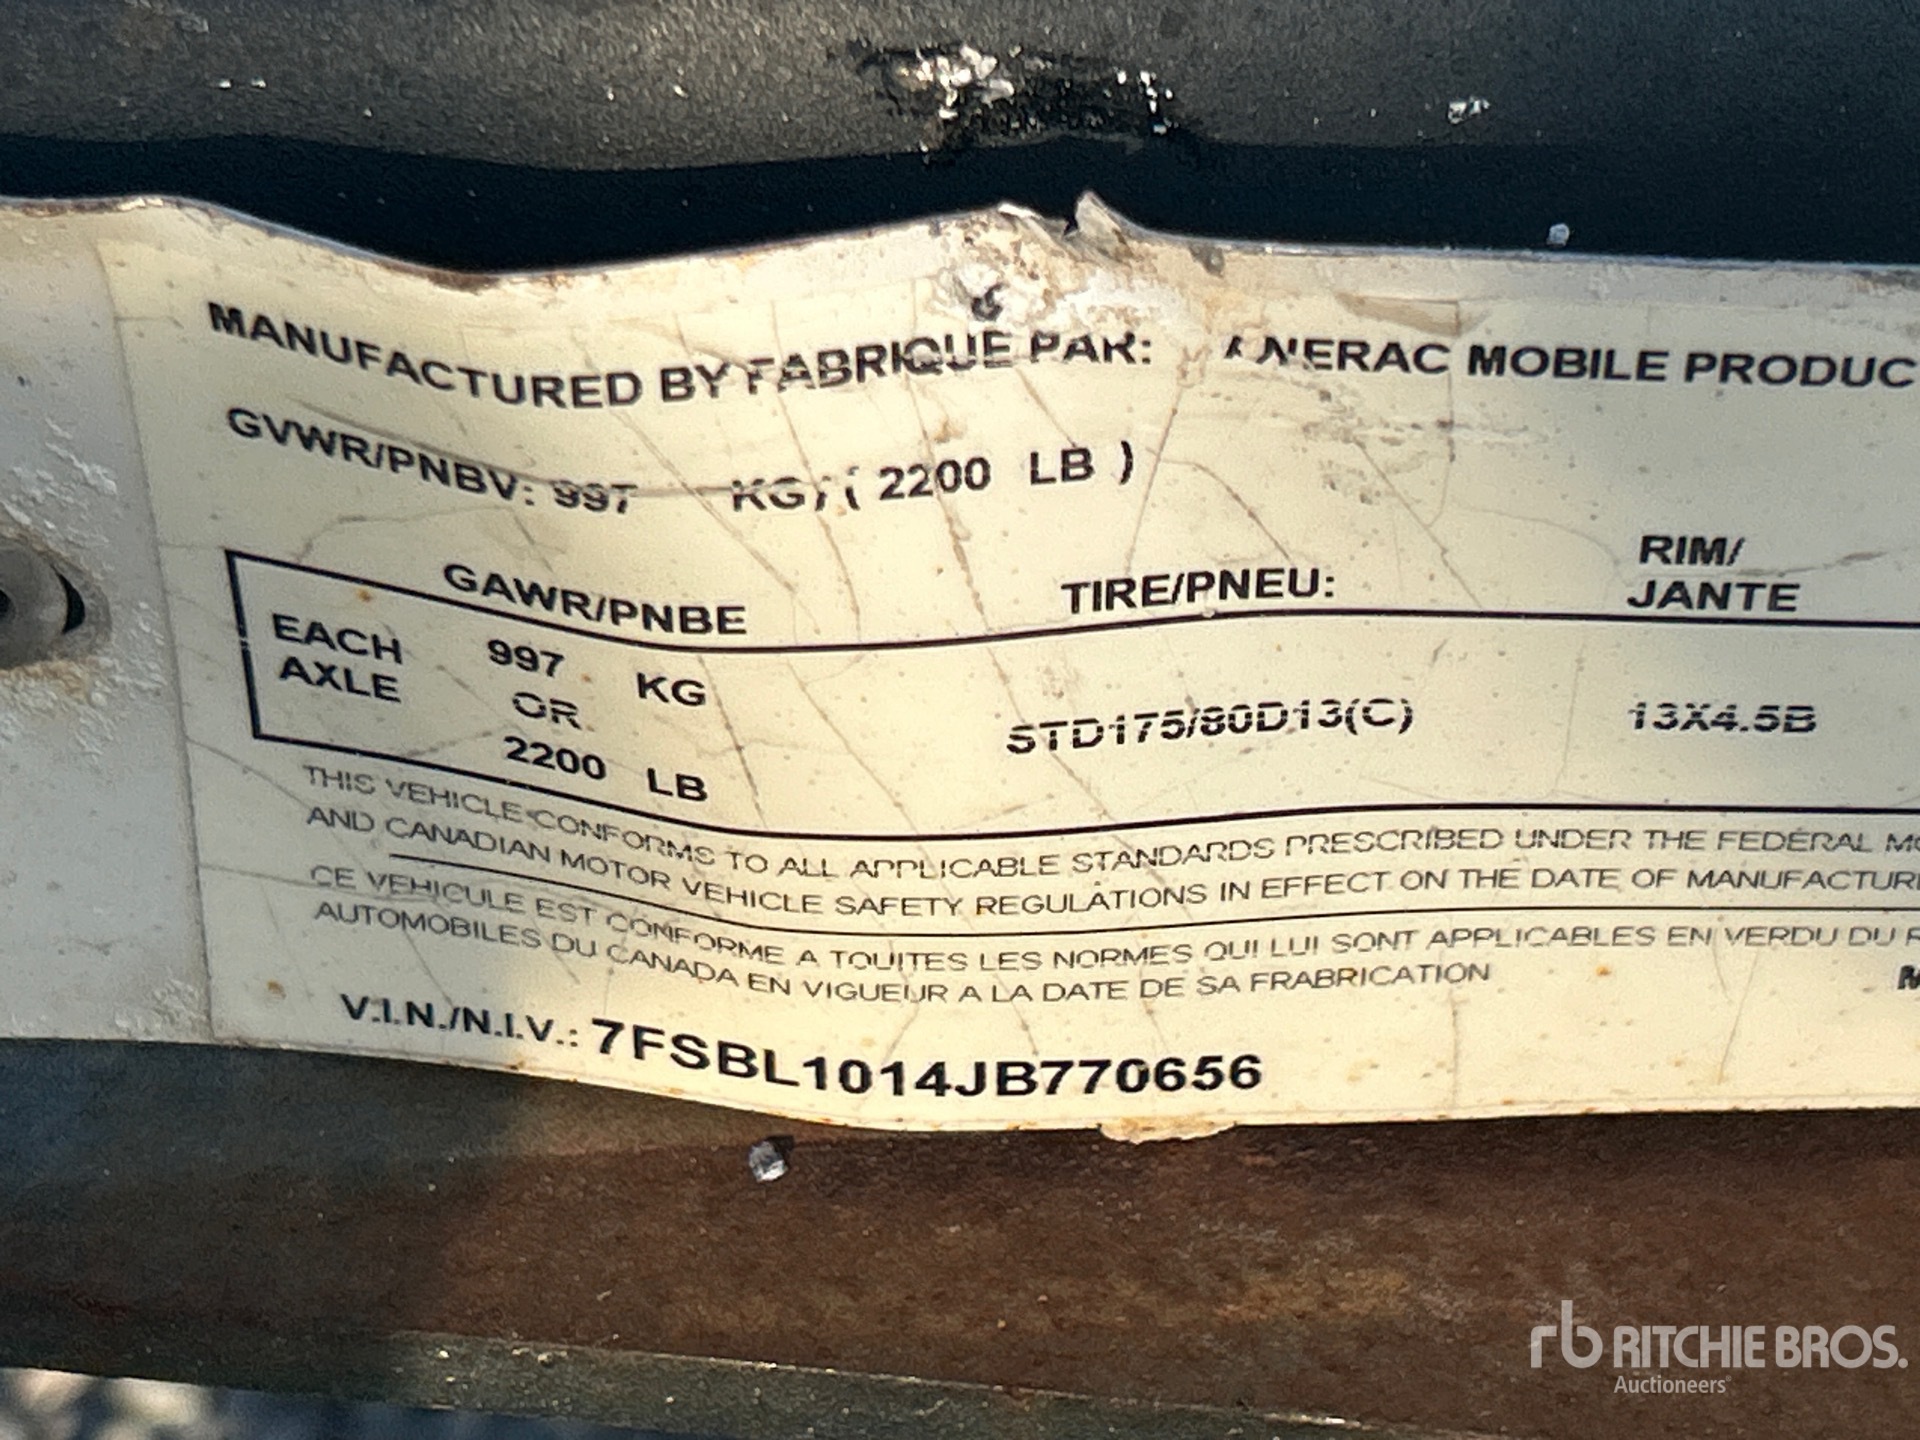 MANUFACTURED BY FABRIQUE PAR: NERAC MOBILE PRODUC
GVWR/PNBV: 997 KG / ( 2200 LB )
GAWR/PNBE TIRE/PNEU: RIM/
JANTE
EACH AXLE 997 KG
OR
2200 LB
STD175/80D13(C) 13X4.5B
THIS VEHICLE CONFORMS TO ALL APPLICABLE STANDARDS PRESCRIBED UNDER THE FEDERAL MO
AND CANADIAN MOTOR VEHICLE SAFETY REGULATIONS IN EFFECT ON THE DATE OF MANUFACTURE
CE VEHICULE EST CONFORME A TOUITES LES NORMES QUI LUI SONT APPLICABLES EN VERDU DU R
AUTOMOBILES DU CANADA EN VIGUEUR A LA DATE DE SA FRABRICATION
V.I.N./N.I.V.: 7FSBL1014JB770656
rb RITCHIE BROS.
Auctioneers